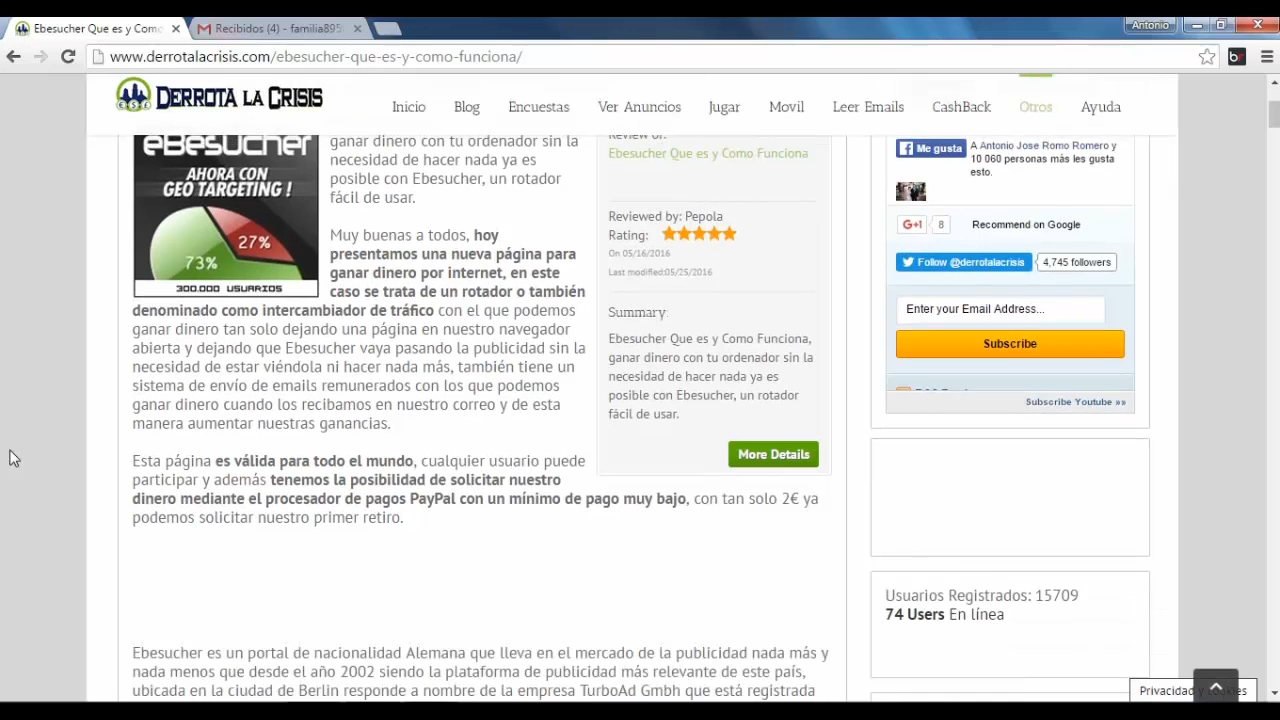 Ebesucher Que es y Como
Recibidos (4) - familia895
Antonio
www.derrotalacrisis.com/ebesucher-que-es-y-como-funciona/
DERROTA LA CRISIS
Inicio Blog Encuestas Ver Anuncios Jugar Movil Leer Emails CashBack Otros Ayuda
eBesucher
AHORA CON
GEO TARGETING !
27%
73%
300.000 USUARIOS
ganar dinero con tu ordenador sin la
necesidad de hacer nada ya es
posible con Ebesucher, un rotador
fácil de usar.
Muy buenas a todos, hoy
presentamos una nueva página para
ganar dinero por internet, en este
caso se trata de un rotador o también
denominado como intercambiador de tráfico con el que podemos
ganar dinero tan solo dejando una página en nuestro navegador
abierta y dejando que Ebesucher vaya pasando la publicidad sin la
necesidad de estar viéndola ni hacer nada más, también tiene un
sistema de envío de emails remunerados con los que podemos
ganar dinero cuando los recibamos en nuestro correo y de esta
manera aumentar nuestras ganancias.
Esta página es válida para todo el mundo, cualquier usuario puede
participar y además tenemos la posibilidad de solicitar nuestro
dinero mediante el procesador de pagos PayPal con un mínimo de pago muy bajo, con tan solo 2€ ya
podemos solicitar nuestro primer retiro.
Ebesucher es un portal de nacionalidad Alemana que lleva en el mercado de la publicidad nada más y
nada menos que desde el año 2002 siendo la plataforma de publicidad más relevante de este país,
ubicada en la ciudad de Berlin responde a nombre de la empresa TurboAd Gmbh que está registrada
Review of:
Ebesucher Que es y Como Funciona
Reviewed by: Pepola
Rating:
On 05/16/2016
Last modified:05/25/2016
Summary:
Ebesucher Que es y Como Funciona,
ganar dinero con tu ordenador sin la
necesidad de hacer nada ya es
posible con Ebesucher, un rotador
fácil de usar.
More Details
Me gusta
A Antonio Jose Romo Romero y
10 060 personas más les gusta
esto.
G+1 8 Recommend on Google
Follow @derrotalacrisis 4,745 followers
Enter your Email Address...
Subscribe
Subscribe Youtube »»
Usuarios Registrados: 15709
74 Users En línea
Privacidad y cookies